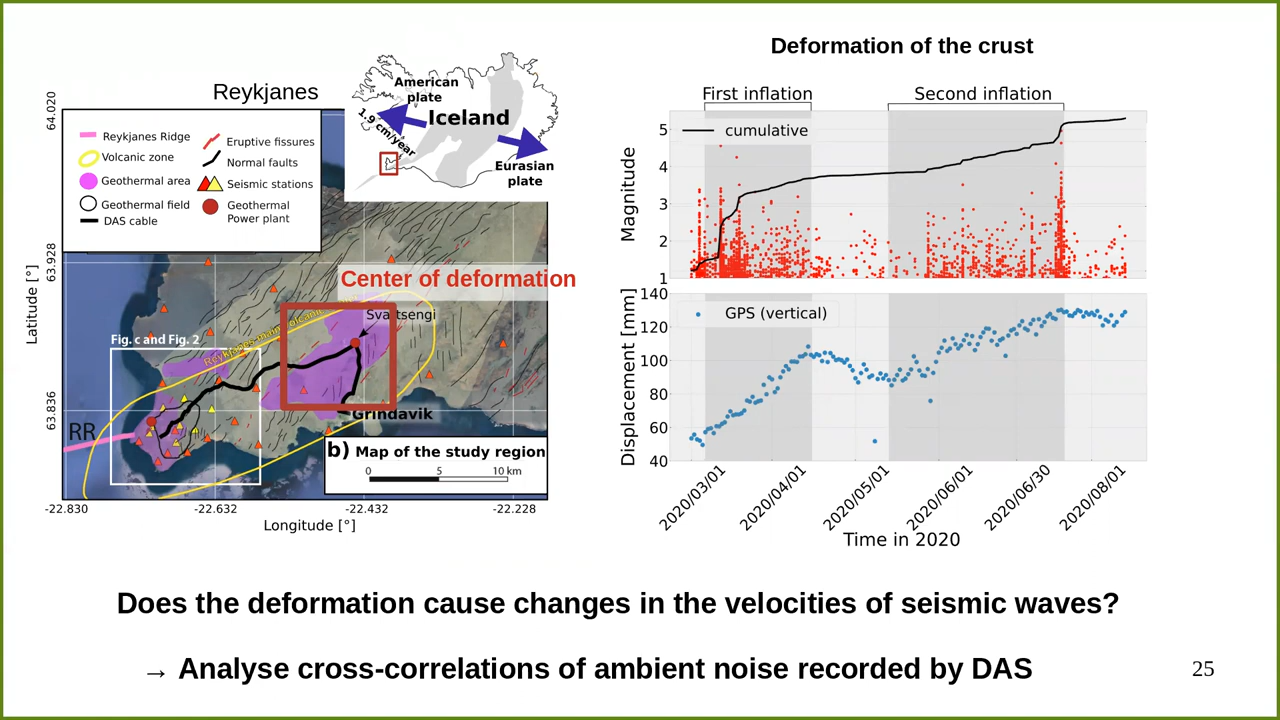 Deformation of the crust
Reykjanes
American
plate
Iceland
1.9 cm/year
Eurasian
plate
Reykjanes Ridge
Volcanic zone
Geothermal area
Geothermal field
DAS cable
Eruptive fissures
Normal faults
Seismic stations
Geothermal
Power plant
Center of deformation
Svartsengi
Reykjanes main volcanic
Fig. c and Fig. 2
Grindavik
RR
b) Map of the study region
0 5 10 km
64.020
63.928
63.836
Latitude [°]
-22.830 -22.632 -22.432 -22.228
Longitude [°]
First inflation Second inflation
cumulative
Magnitude
5
4
3
2
1
GPS (vertical)
Displacement [mm]
140
120
100
80
60
40
2020/03/01 2020/04/01 2020/05/01 2020/06/01 2020/06/30 2020/08/01
Time in 2020
Does the deformation cause changes in the velocities of seismic waves?
→ Analyse cross-correlations of ambient noise recorded by DAS
25